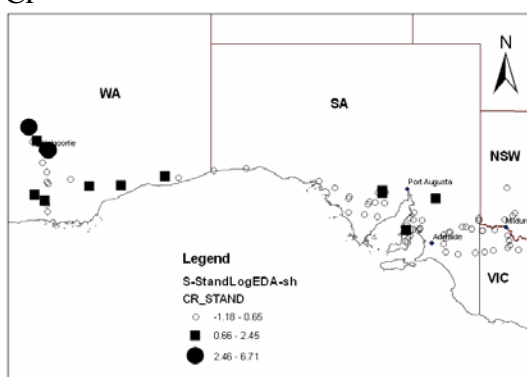 Cr
WA
SA
N
NSW
Port Augusta
Mildura
Adelaide
VIC
Legend
S-StandLogEDA-sh
CR_STAND
-1.18 - 0.65
0.66 - 2.45
2.46 - 6.71